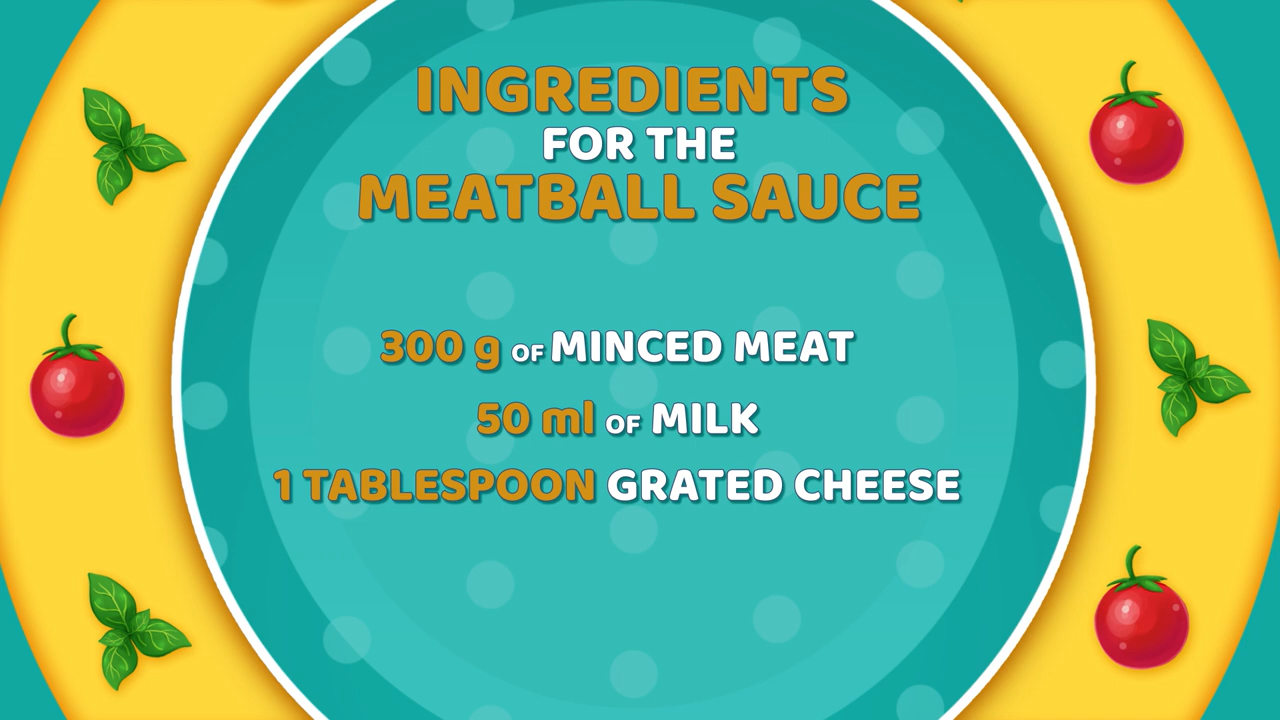 INGREDIENTS
FOR THE
MEATBALL SAUCE
300 g OF MINCED MEAT
50 ml OF MILK
1 TABLESPOON GRATED CHEESE